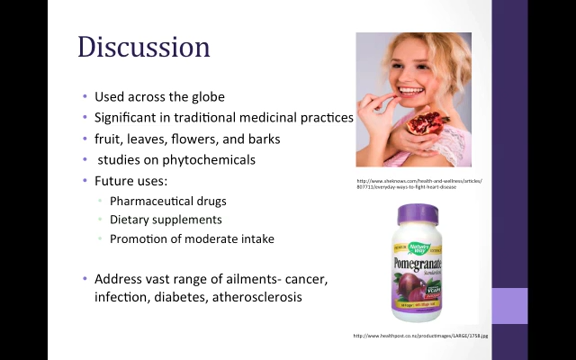 Discussion
• Used across the globe
• Significant in traditional medicinal practices
• fruit, leaves, flowers, and barks
• studies on phytochemicals
• Future uses:
• Pharmaceutical drugs
• Dietary supplements
• Promotion of moderate intake
• Address vast range of ailments- cancer,
infection, diabetes, atherosclerosis
http://www.sheknows.com/health-and-wellness/articles/
807711/everyday-ways-to-fight-heart-disease
Nature's
Way
Pomegranate
http://www.healthpost.co.nz/productimages/LARGE/1758.jpg